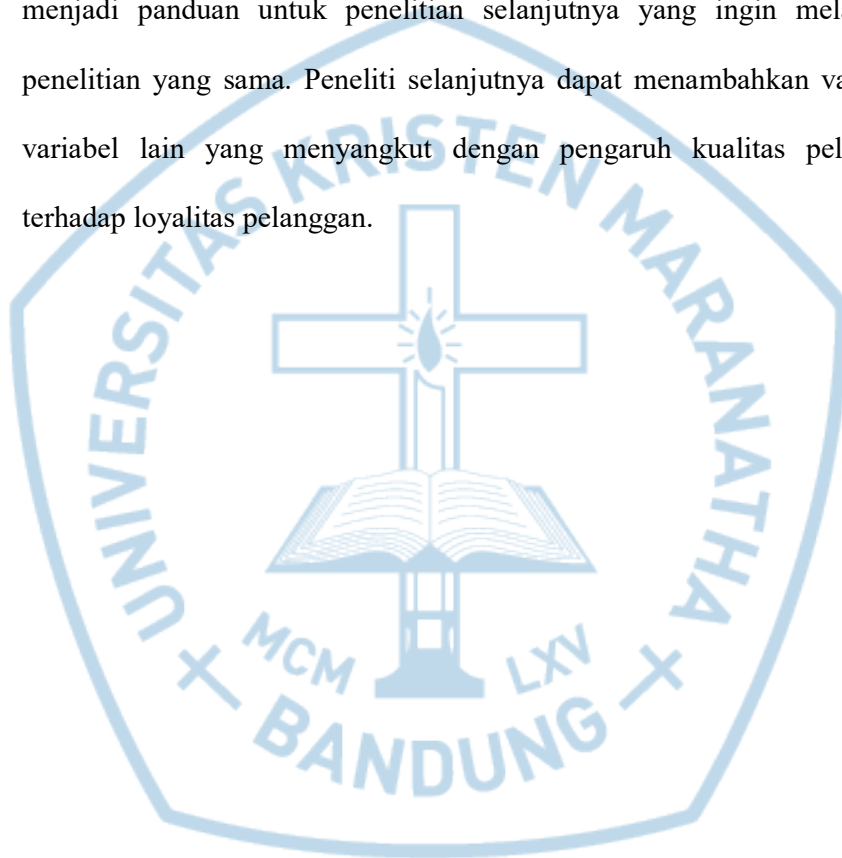 menjadi panduan untuk penelitian selanjutnya yang ingin
penelitian yang sama. Peneliti selanjutnya dapat menambahkan
variabel lain yang menyangkut dengan pengaruh kualitas
terhadap loyalitas pelanggan.
UNIVERSITAS KRISTEN MARANATHA
MCM LXV
BANDUNG